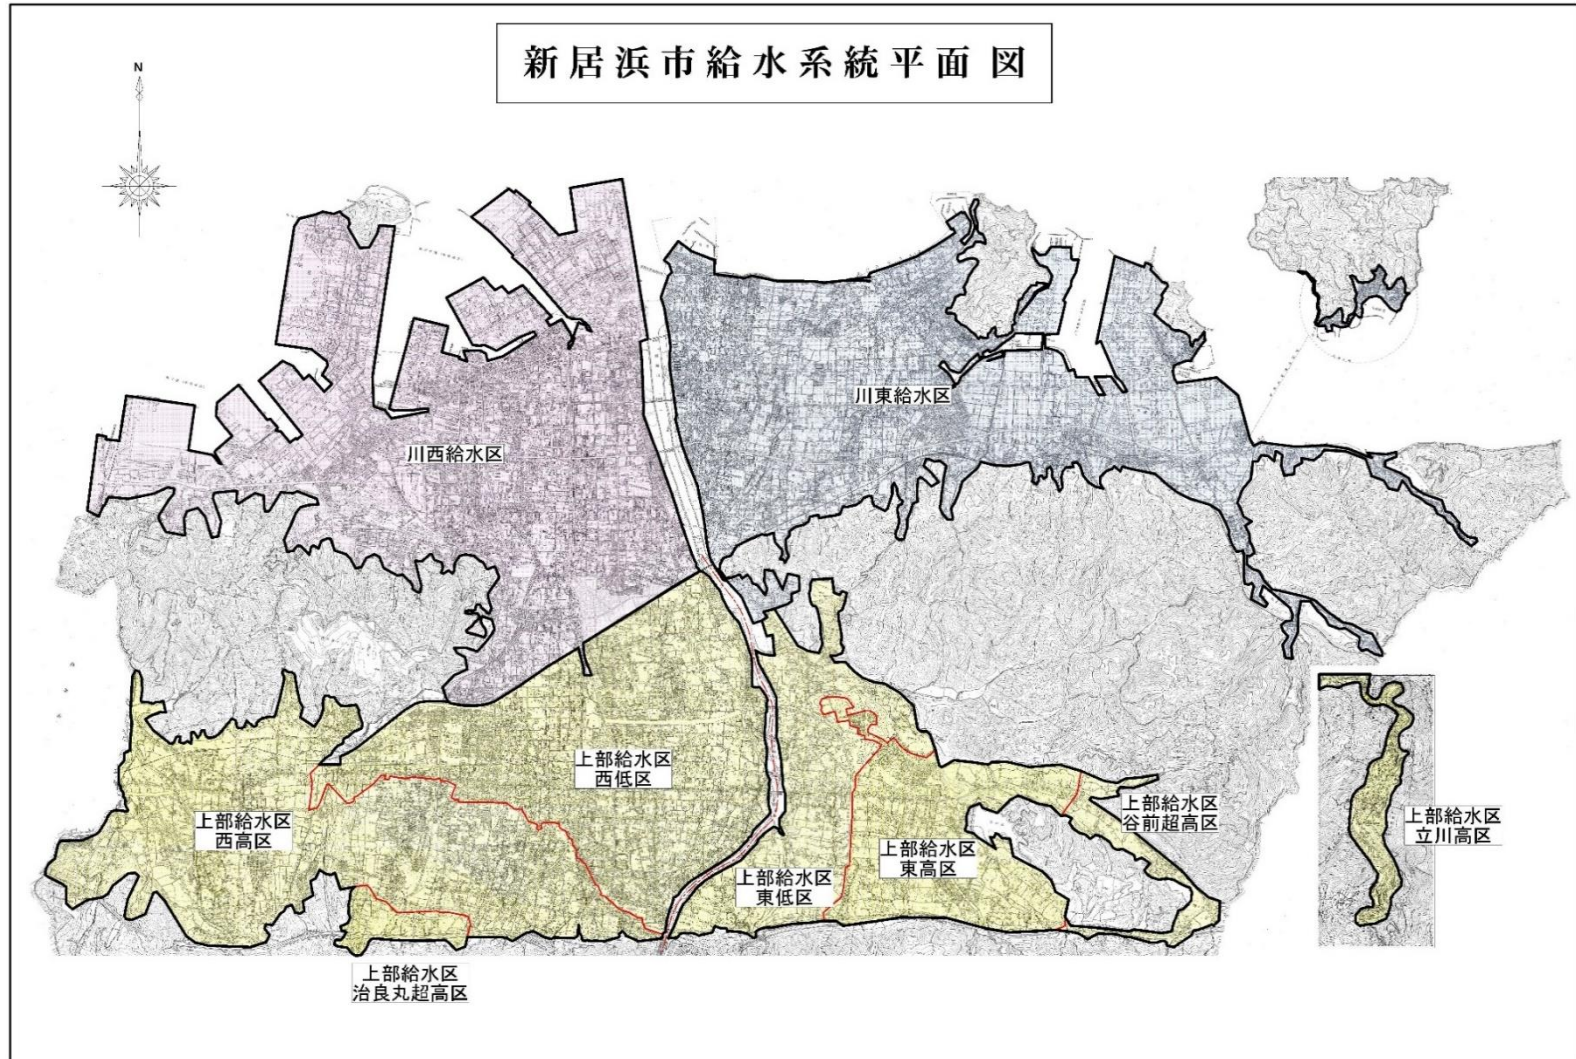 新居浜市給水系統平面図
N
川東給水区
川西給水区
上部給水区
西低区
上部給水区
西高区
上部給水区
東低区
上部給水区
東高区
上部給水区
谷前超高区
上部給水区
立川高区
上部給水区
治良丸超高区